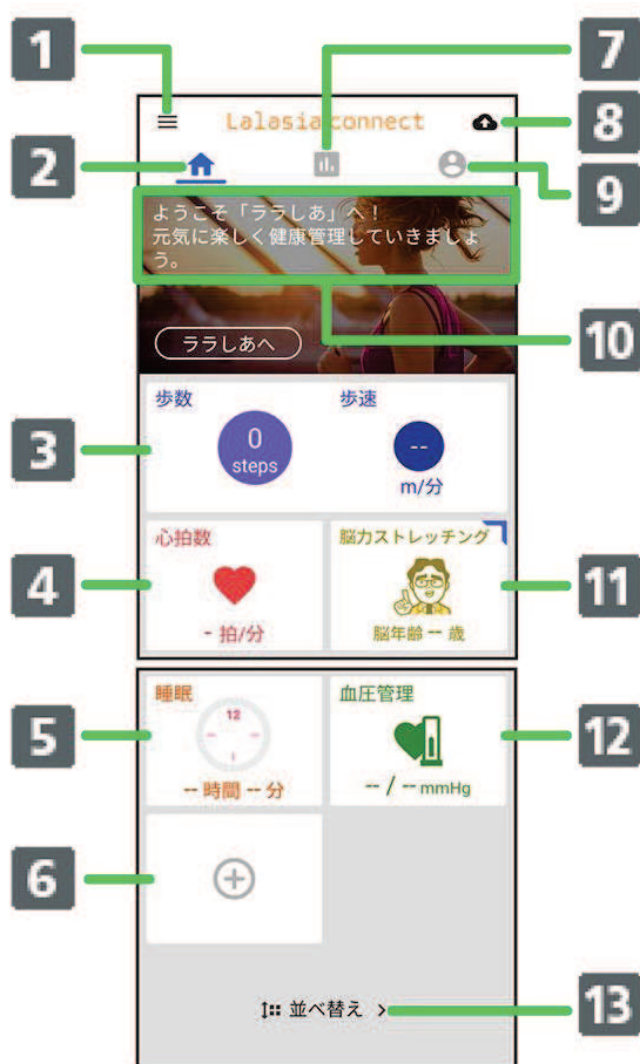 1
7
Lalasia connect
8
2
9
ようこそ「ララしあ」へ!
元気に楽しく健康管理していきましょ
う。
10
ララしあへ
歩数
歩速
3
0
steps
--
m/分
心拍数
脳力ストレッチング
4
11
- 拍/分
脳年齢 -- 歳
睡眠
血圧管理
5
12
12
-- 時間 -- 分
-- / -- mmHg
6
並べ替え
13